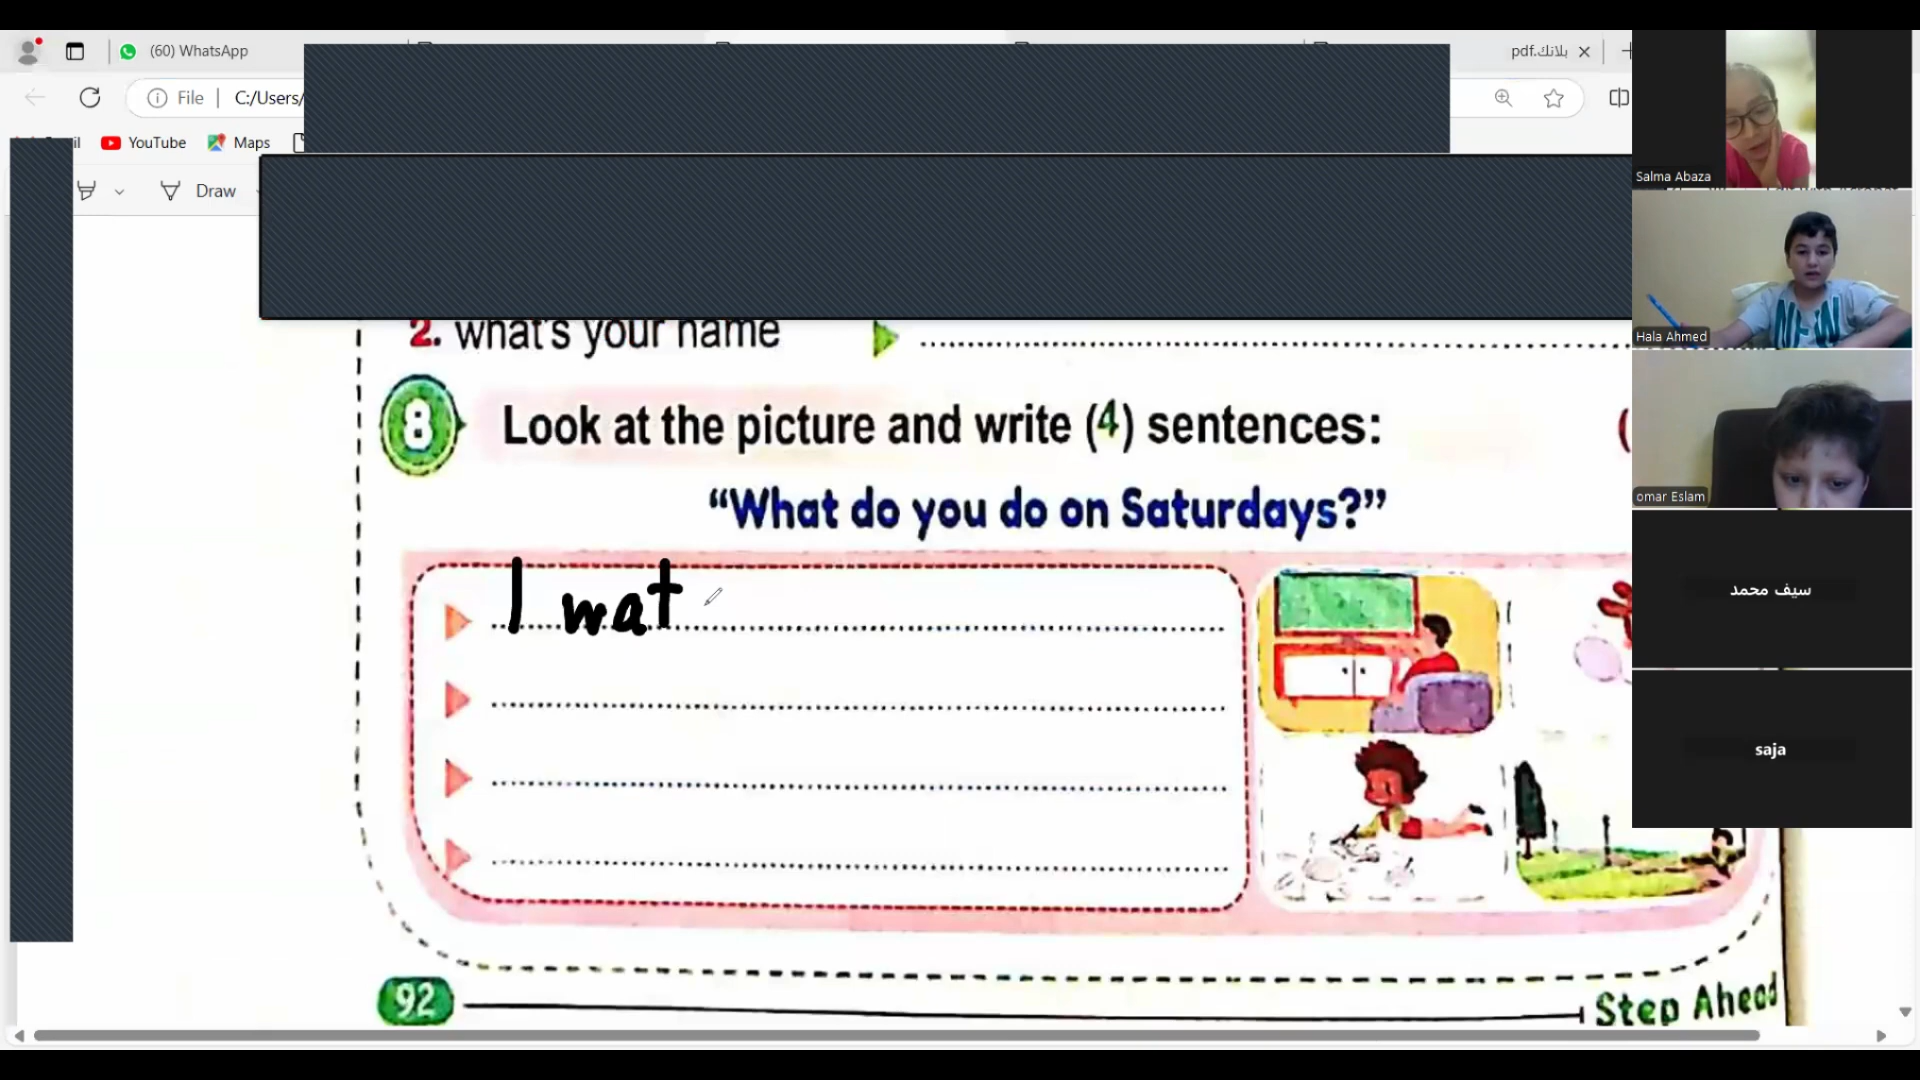 (60) WhatsApp
بلانك.pdf
File
C:/Users/
YouTube
Maps
Draw
2. what's your name
8 Look at the picture and write (4) sentences:
"What do you do on Saturdays?"
I wat
92
Step Ahead
Salma Abaza
Hala Ahmed
NEW
omar Eslam
سيف محمد
saja